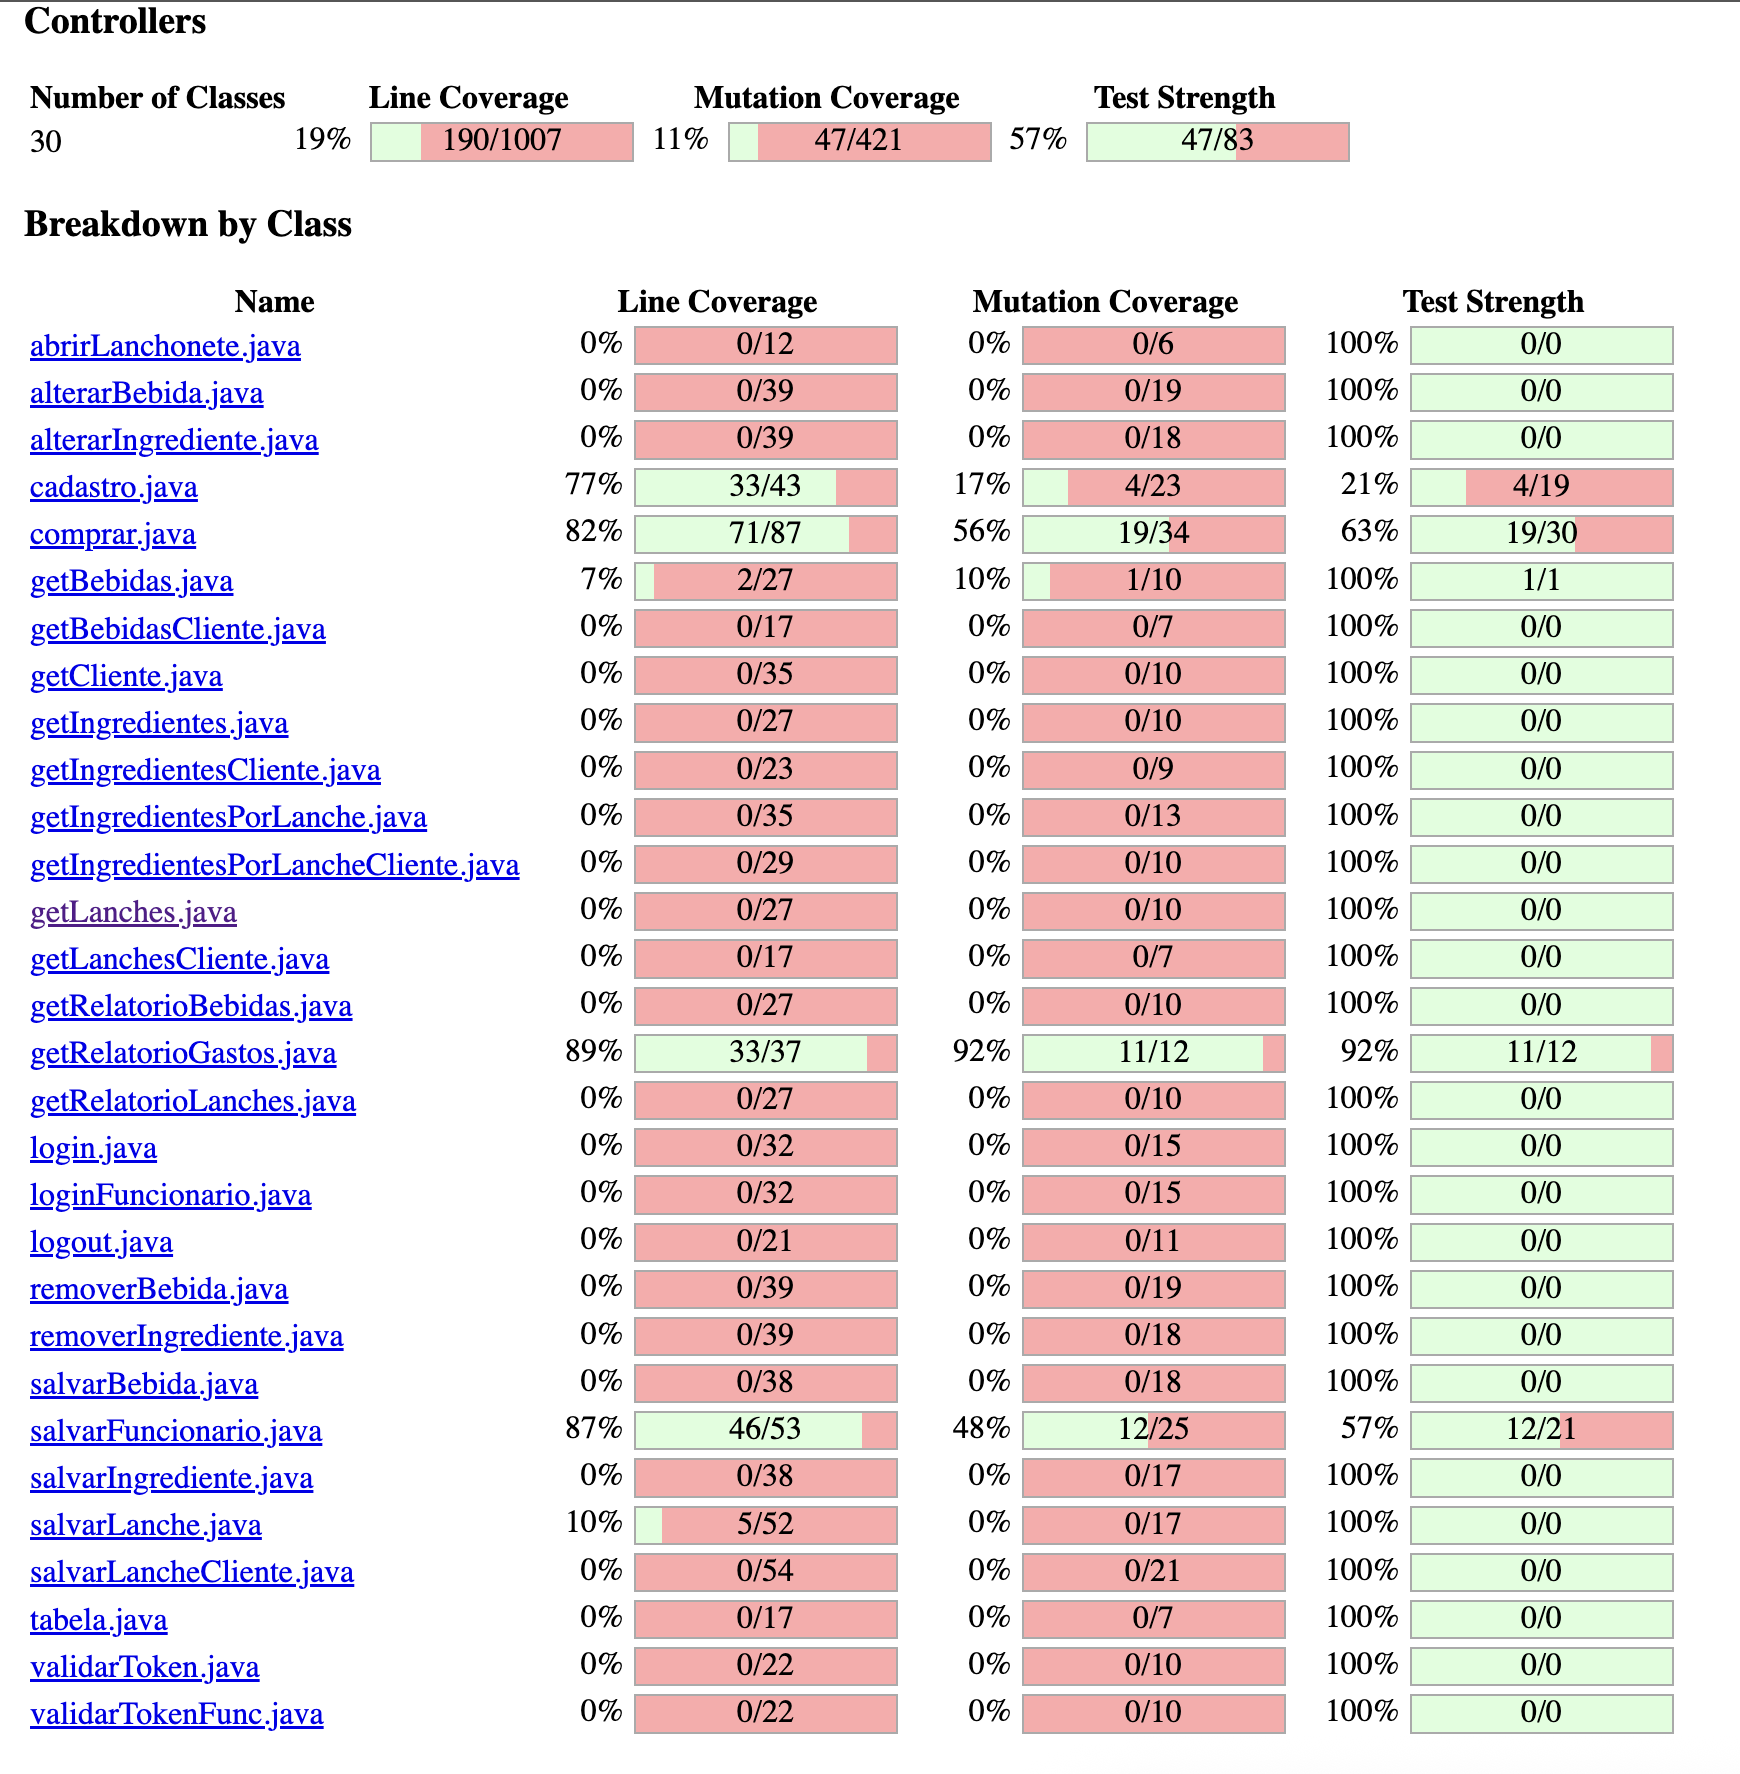 Controllers
Number of Classes Line Coverage Mutation Coverage Test Strength
30 19% 190/1007 11% 47/421 57% 47/83
Breakdown by Class
Name Line Coverage Mutation Coverage Test Strength
abrirLanchonete.java 0% 0/12 0% 0/6 100% 0/0
alterarBebida.java 0% 0/39 0% 0/19 100% 0/0
alterarIngrediente.java 0% 0/39 0% 0/18 100% 0/0
cadastro.java 77% 33/43 17% 4/23 21% 4/19
comprar.java 82% 71/87 56% 19/34 63% 19/30
getBebidas.java 7% 2/27 10% 1/10 100% 1/1
getBebidasCliente.java 0% 0/17 0% 0/7 100% 0/0
getCliente.java 0% 0/35 0% 0/10 100% 0/0
getIngredientes.java 0% 0/27 0% 0/10 100% 0/0
getIngredientesCliente.java 0% 0/23 0% 0/9 100% 0/0
getIngredientesPorLanche.java 0% 0/35 0% 0/13 100% 0/0
getIngredientesPorLancheCliente.java 0% 0/29 0% 0/10 100% 0/0
getLanches.java 0% 0/27 0% 0/10 100% 0/0
getLanchesCliente.java 0% 0/17 0% 0/7 100% 0/0
getRelatorioBebidas.java 0% 0/27 0% 0/10 100% 0/0
getRelatorioGastos.java 89% 33/37 92% 11/12 92% 11/12
getRelatorioLanches.java 0% 0/27 0% 0/10 100% 0/0
login.java 0% 0/32 0% 0/15 100% 0/0
loginFuncionario.java 0% 0/32 0% 0/15 100% 0/0
logout.java 0% 0/21 0% 0/11 100% 0/0
removerBebida.java 0% 0/39 0% 0/19 100% 0/0
removerIngrediente.java 0% 0/39 0% 0/18 100% 0/0
salvarBebida.java 0% 0/38 0% 0/18 100% 0/0
salvarFuncionario.java 87% 46/53 48% 12/25 57% 12/21
salvarIngrediente.java 0% 0/38 0% 0/17 100% 0/0
salvarLanche.java 10% 5/52 0% 0/17 100% 0/0
salvarLancheCliente.java 0% 0/54 0% 0/21 100% 0/0
tabela.java 0% 0/17 0% 0/7 100% 0/0
validarToken.java 0% 0/22 0% 0/10 100% 0/0
validarTokenFunc.java 0% 0/22 0% 0/10 100% 0/0